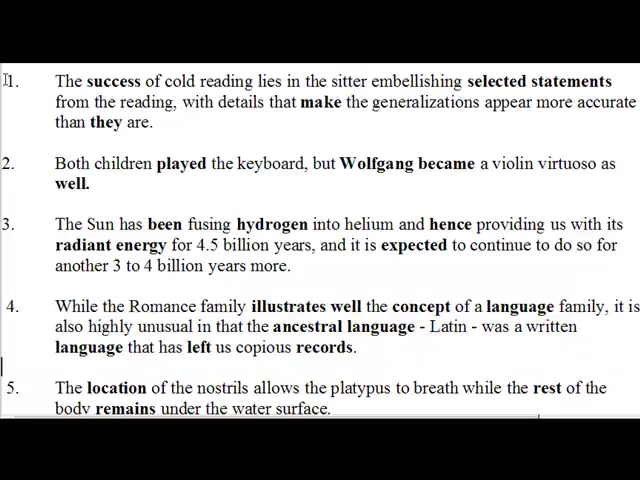 1. The success of cold reading lies in the sitter embellishing selected statements
from the reading, with details that make the generalizations appear more accurate
than they are.
2. Both children played the keyboard, but Wolfgang became a violin virtuoso as
well.
3. The Sun has been fusing hydrogen into helium and hence providing us with its
radiant energy for 4.5 billion years, and it is expected to continue to do so for
another 3 to 4 billion years more.
4. While the Romance family illustrates well the concept of a language family, it is
also highly unusual in that the ancestral language - Latin - was a written
language that has left us copious records.
5. The location of the nostrils allows the platypus to breath while the rest of the
body remains under the water surface.